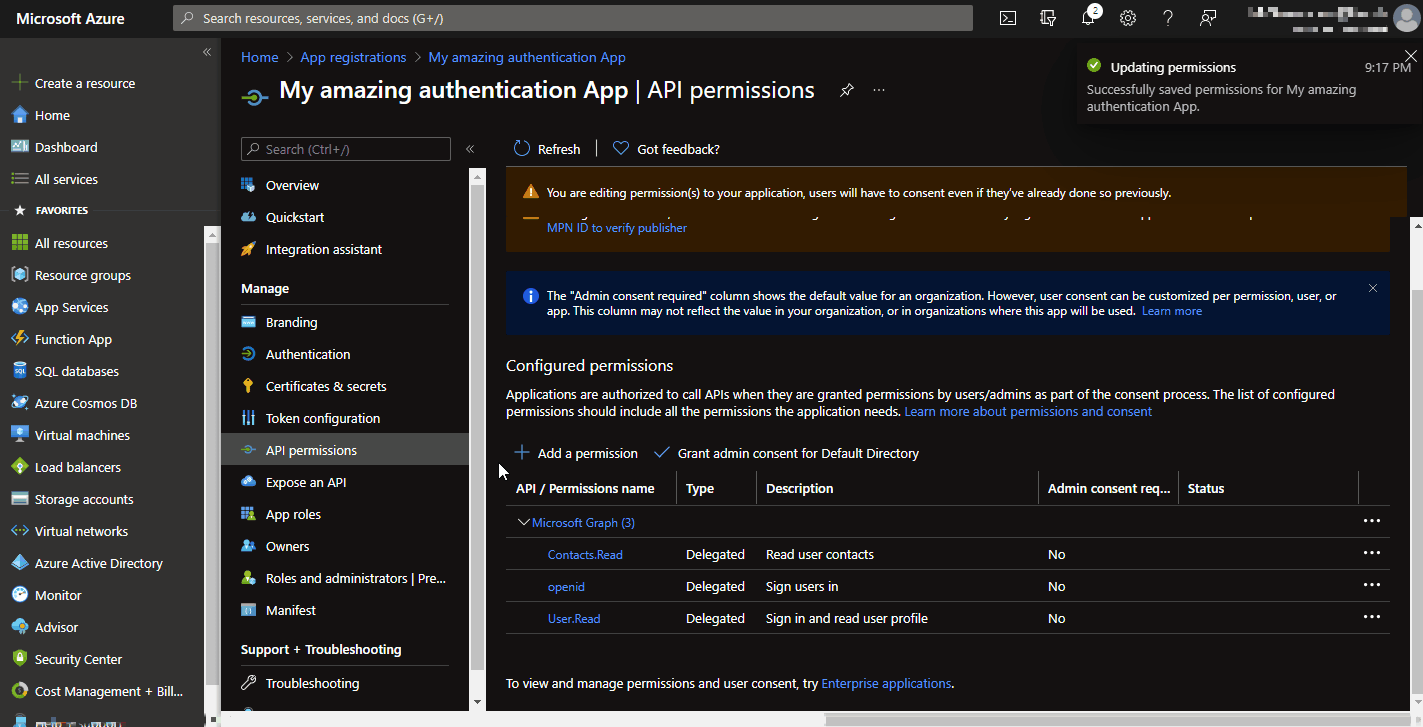 Microsoft Azure
Search resources, services, and docs (G+/)
2
Create a resource
Home
Dashboard
All services
FAVORITES
All resources
Resource groups
App Services
Function App
SQL databases
Azure Cosmos DB
Virtual machines
Load balancers
Storage accounts
Virtual networks
Azure Active Directory
Monitor
Advisor
Security Center
Cost Management + Bill...
Home > App registrations > My amazing authentication App
My amazing authentication App | API permissions
Updating permissions 9:17 PM
Successfully saved permissions for My amazing
authentication App.
Search (Ctrl+/)
Overview
Quickstart
Integration assistant
Manage
Branding
Authentication
Certificates & secrets
Token configuration
API permissions
Expose an API
App roles
Owners
Roles and administrators | Pre...
Manifest
Support + Troubleshooting
Troubleshooting
Refresh
Got feedback?
You are editing permission(s) to your application, users will have to consent even if they've already done so previously.
MPN ID to verify publisher
The "Admin consent required" column shows the default value for an organization. However, user consent can be customized per permission, user, or
app. This column may not reflect the value in your organization, or in organizations where this app will be used. Learn more
Configured permissions
Applications are authorized to call APIs when they are granted permissions by users/admins as part of the consent process. The list of configured
permissions should include all the permissions the application needs. Learn more about permissions and consent
Add a permission
Grant admin consent for Default Directory
API / Permissions name Type Description Admin consent req... Status
Microsoft Graph (3)
Contacts.Read Delegated Read user contacts No
openid Delegated Sign users in No
User.Read Delegated Sign in and read user profile No
To view and manage permissions and user consent, try Enterprise applications.